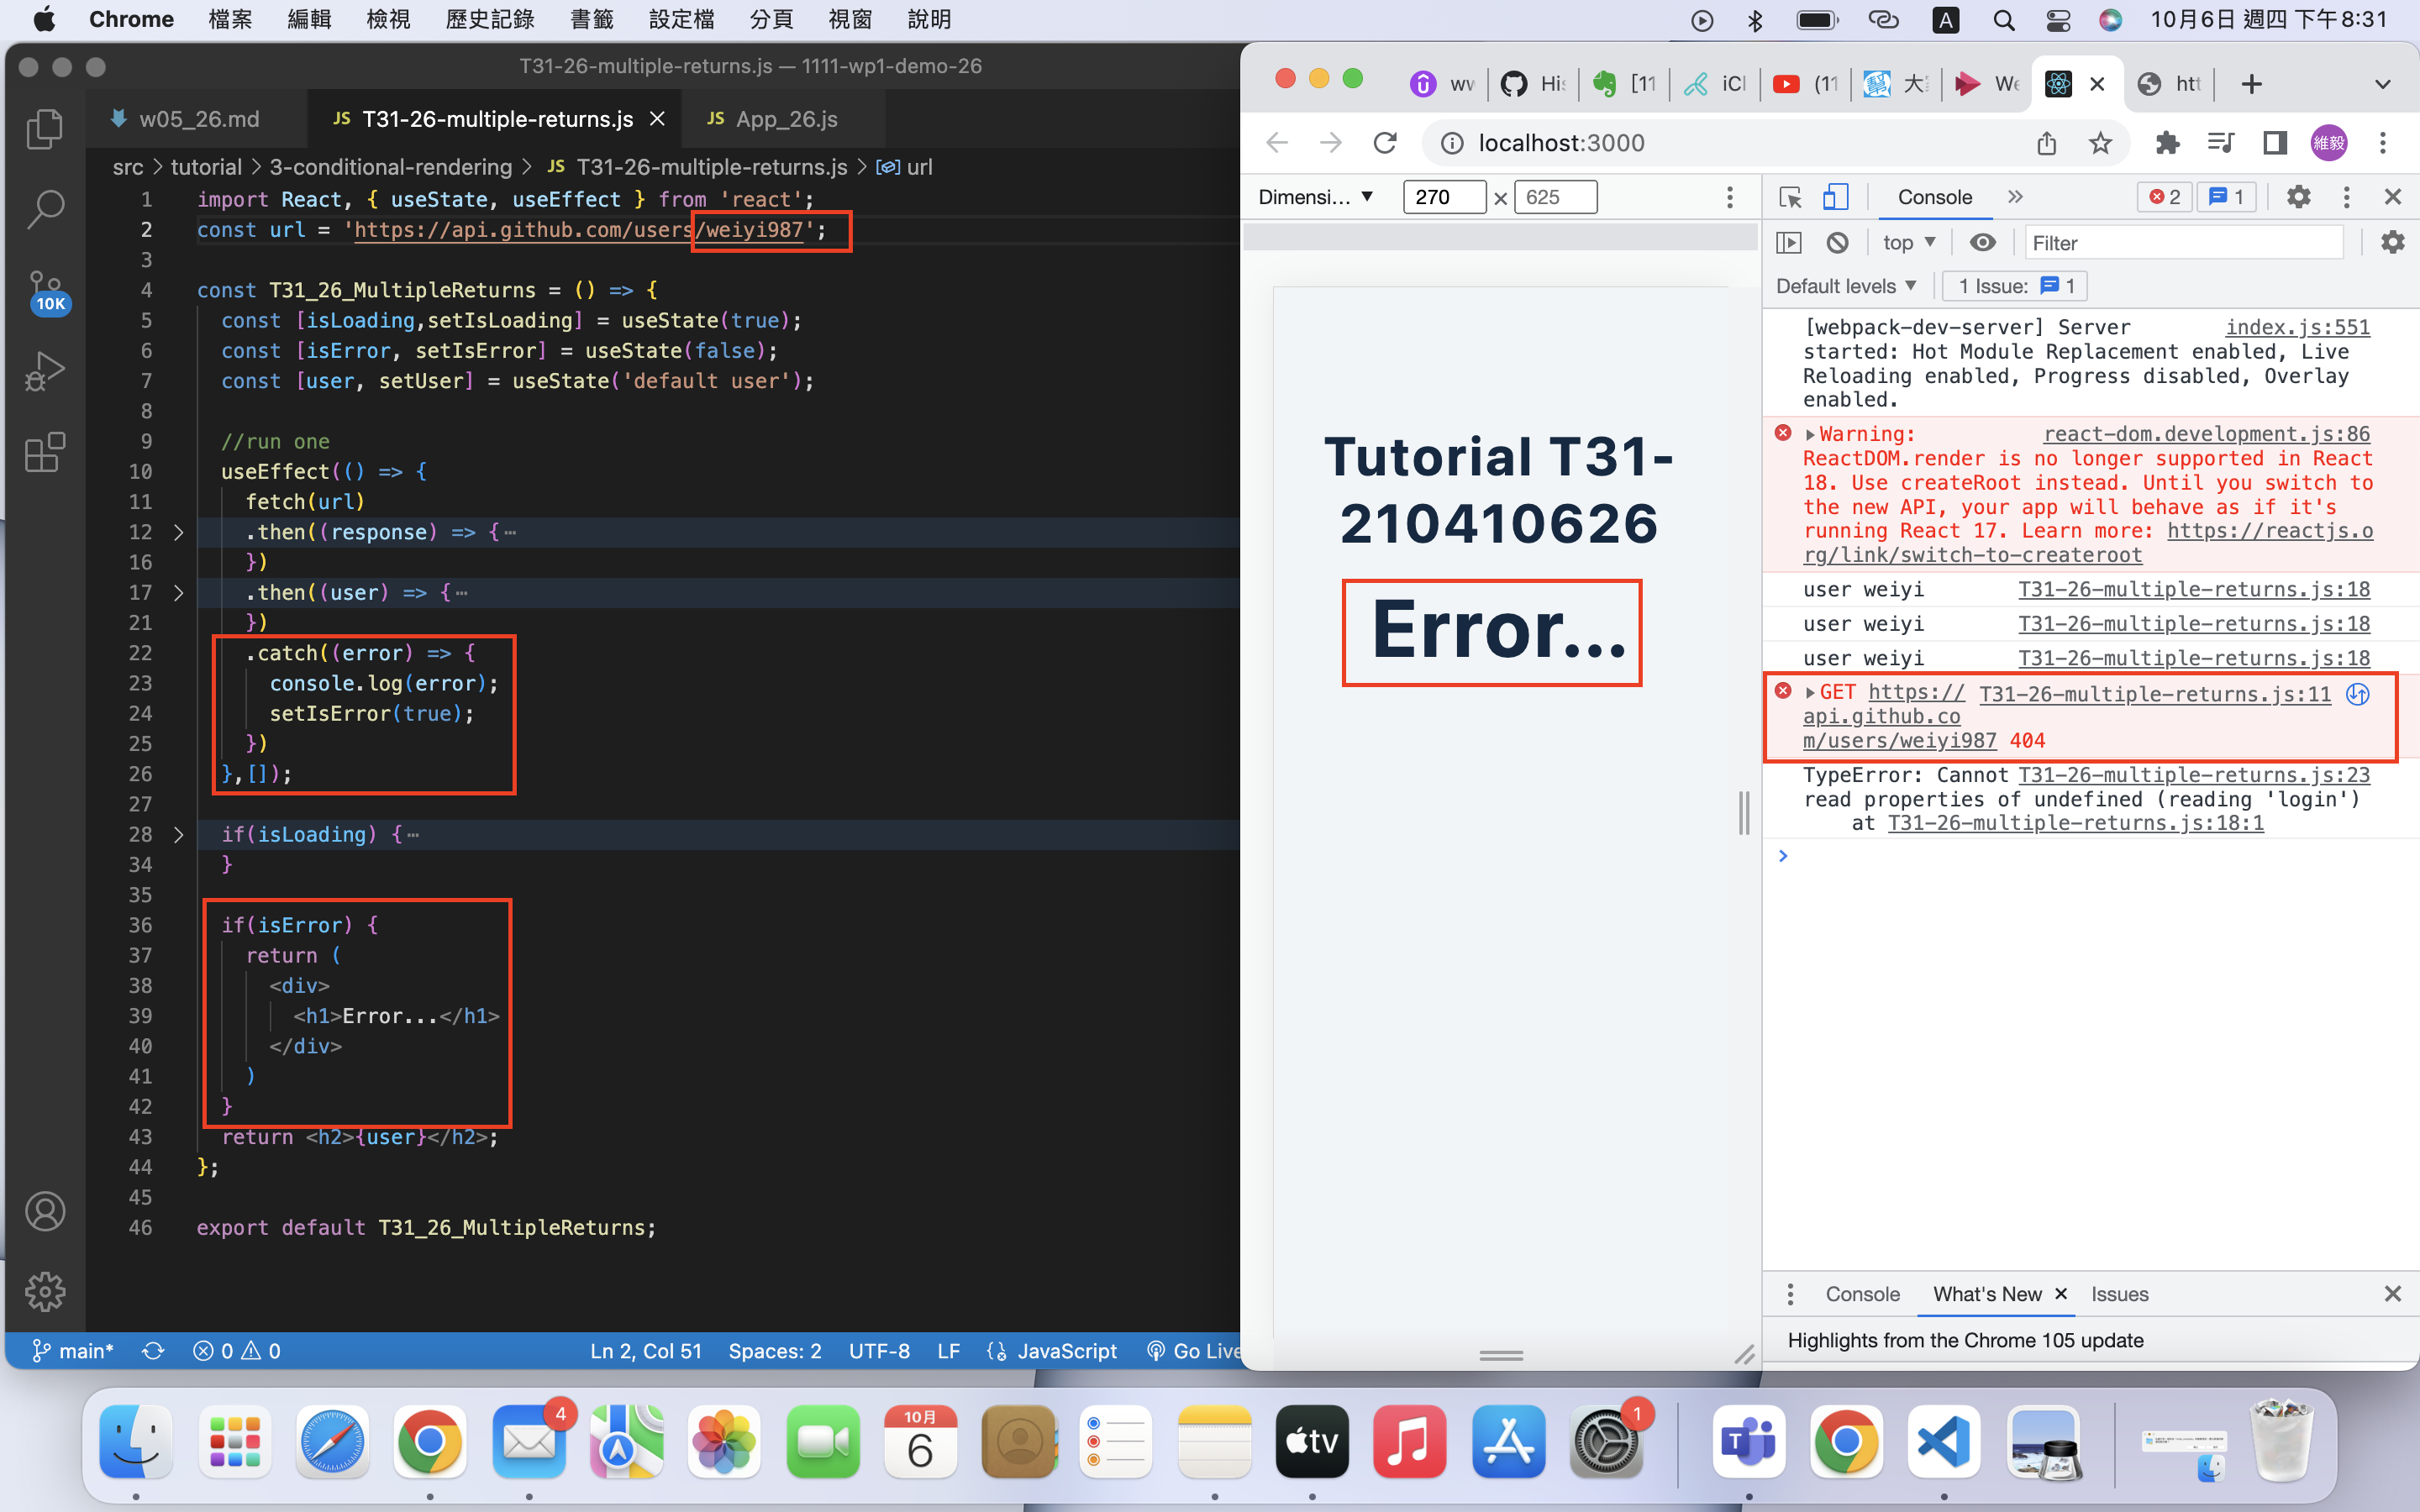 Chrome 檔案 編輯 檢視 歷史記錄 書籤 設定檔 分頁 視窗 說明
A 10月6日 週四 下午8:31
T31-26-multiple-returns.js — 1111-wp1-demo-26
w05_26.md
JS T31-26-multiple-returns.js
JS App_26.js
src > tutorial > 3-conditional-rendering > JS T31-26-multiple-returns.js > url
10K
1 import React, { useState, useEffect } from 'react';
2 const url = 'https://api.github.com/users/weiyi987';
3
4 const T31_26_MultipleReturns = () => {
5 const [isLoading,setIsLoading] = useState(true);
6 const [isError, setIsError] = useState(false);
7 const [user, setUser] = useState('default user');
8
9 //run one
10 useEffect(() => {
11 fetch(url)
12 .then((response) => {⋯
16 })
17 .then((user) => {⋯
21 })
22 .catch((error) => {
23 console.log(error);
24 setIsError(true);
25 })
26 },[]);
27
28 if(isLoading) {⋯
34 }
35
36 if(isError) {
37 return (
38 <div>
39 <h1>Error...</h1>
40 </div>
41 )
42 }
43 return <h2>{user}</h2>;
44 };
45
46 export default T31_26_MultipleReturns;
main* 0 0 Ln 2, Col 51 Spaces: 2 UTF-8 LF JavaScript Go Live
ww His [11 iCl (11 大 We htt
localhost:3000
維毅
Dimensi... ▼ 270 × 625
Tutorial T31-
210410626
Error...
Console 2 1
top ▼ Filter
Default levels ▼ 1 Issue: 1
[webpack-dev-server] Server index.js:551
started: Hot Module Replacement enabled, Live
Reloading enabled, Progress disabled, Overlay
enabled.
Warning: react-dom.development.js:86
ReactDOM.render is no longer supported in React
18. Use createRoot instead. Until you switch to
the new API, your app will behave as if it's
running React 17. Learn more: https://reactjs.o
rg/link/switch-to-createroot
user weiyi T31-26-multiple-returns.js:18
user weiyi T31-26-multiple-returns.js:18
user weiyi T31-26-multiple-returns.js:18
GET https:// T31-26-multiple-returns.js:11
api.github.co
m/users/weiyi987 404
TypeError: Cannot T31-26-multiple-returns.js:23
read properties of undefined (reading 'login')
at T31-26-multiple-returns.js:18:1
Console What's New Issues
Highlights from the Chrome 105 update
4
10月
6
tv
1